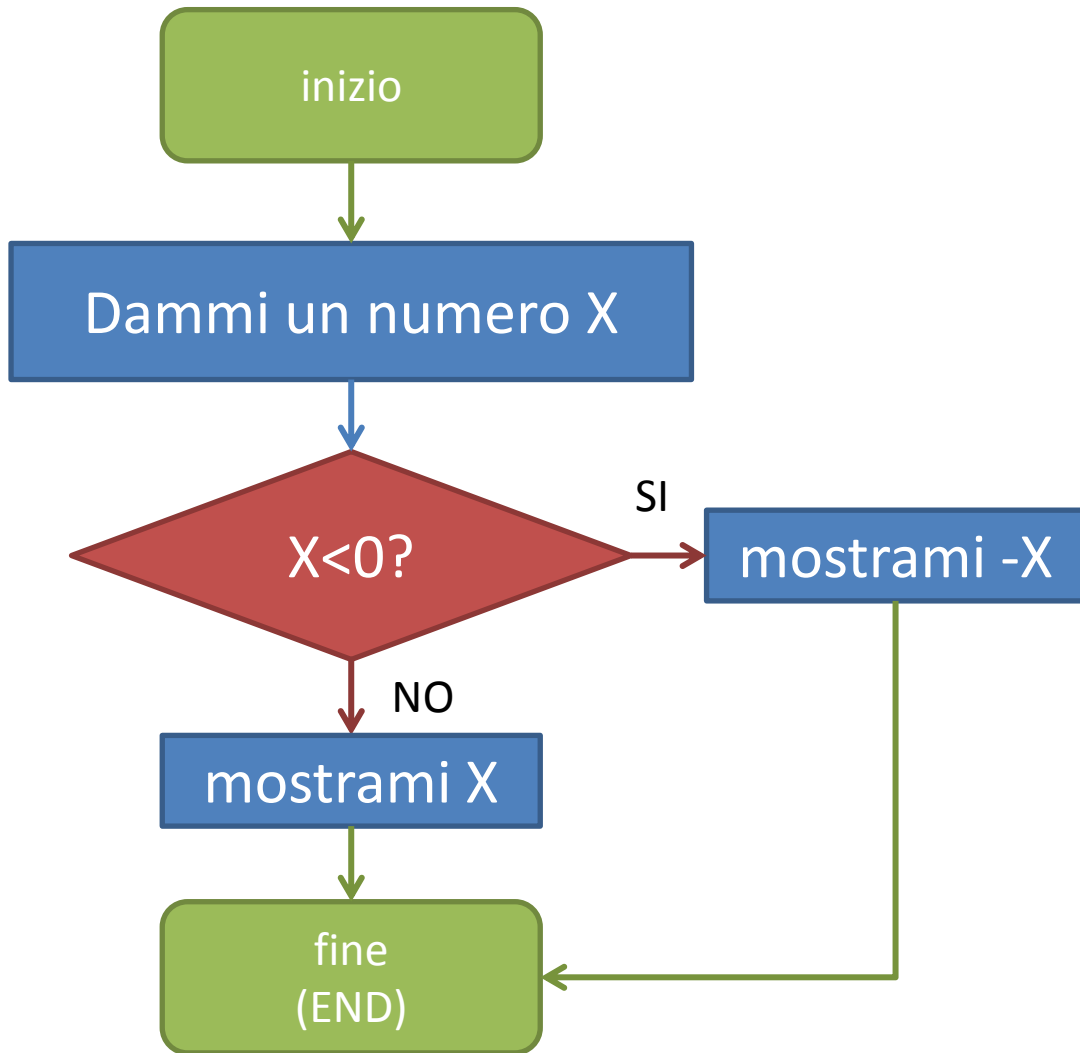 inizio
Dammi un numero X
X<0?
SI
mostrami -X
NO
mostrami X
fine
(END)